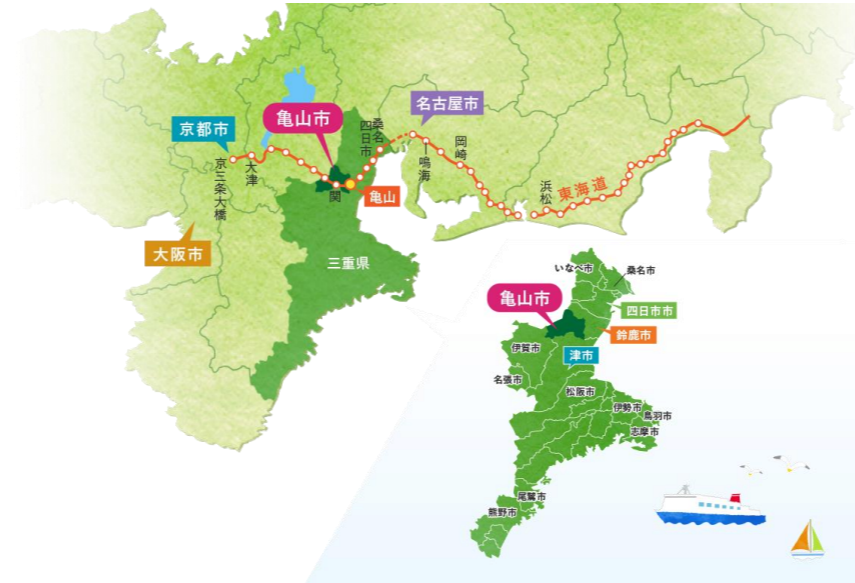 名古屋市
京都市
亀山市
桑名
四日市
岡崎
鳴海
京三条大橋
大津
関
亀山
浜松
東海道
大阪市
三重県
いなべ市
桑名市
亀山市
四日市市
鈴鹿市
伊賀市
津市
名張市
松阪市
伊勢市
鳥羽市
志摩市
尾鷲市
熊野市